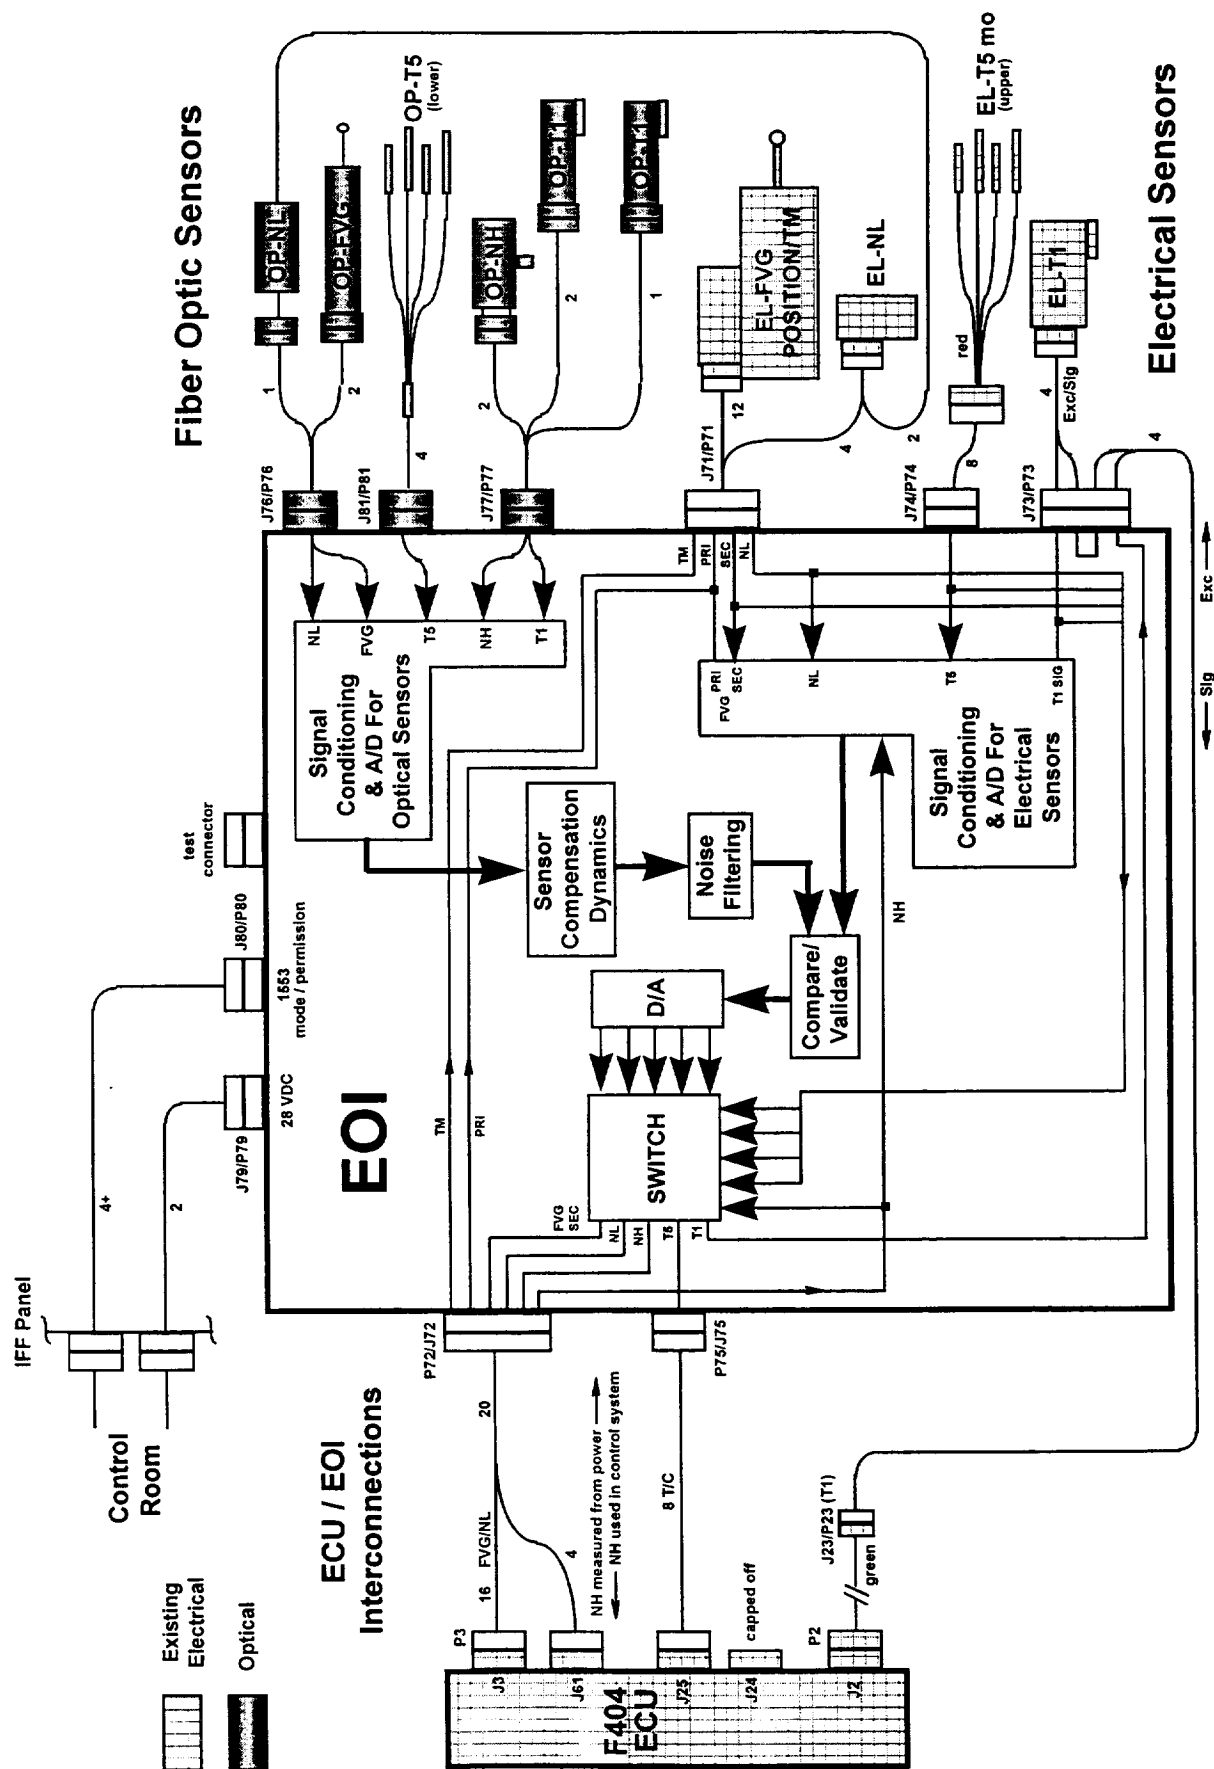 Fiber Optic Sensors
OP-NL
OP-FVG
OP-T5
(lower)
OP-NH
OP-T1
OP-T1
EL-FVG
POSITION/TM
EL-NL
EL-T5 mo
(upper)
EL-T1
Electrical Sensors
1
2
4
2
2
1
12
4
2
8
red
4
Exc/Sig
4
J76/P76
J81/P81
J77/P77
J71/P71
J74/P74
J73/P73
NL
FVG
T5
NH
T1
TM
PRI
SEC
NL
Exc
Sig
Signal
Conditioning
& A/D For
Optical Sensors
FVG
PRI
SEC
NL
T5
T1 SIG
Signal
Conditioning
& A/D For
Electrical
Sensors
test
connector
J80/P80
1553
mode / permission
J79/P79
28 VDC
Sensor
Compensation
Dynamics
Noise
Filtering
NH
Compare/
Validate
D/A
SWITCH
EOI
TM
PRI
FVG
SEC
NL
NH
T5
T1
4+
2
IFF Panel
Control
Room
P72/J72
P75/J75
ECU / EOI
Interconnections
20
16
FVG/NL
4
NH measured from power
NH used in control system
8 T/C
J23/P23 (T1)
green
capped off
P3
P2
J3
J61
J25
J24
J2
F404
ECU
Existing
Electrical
Optical